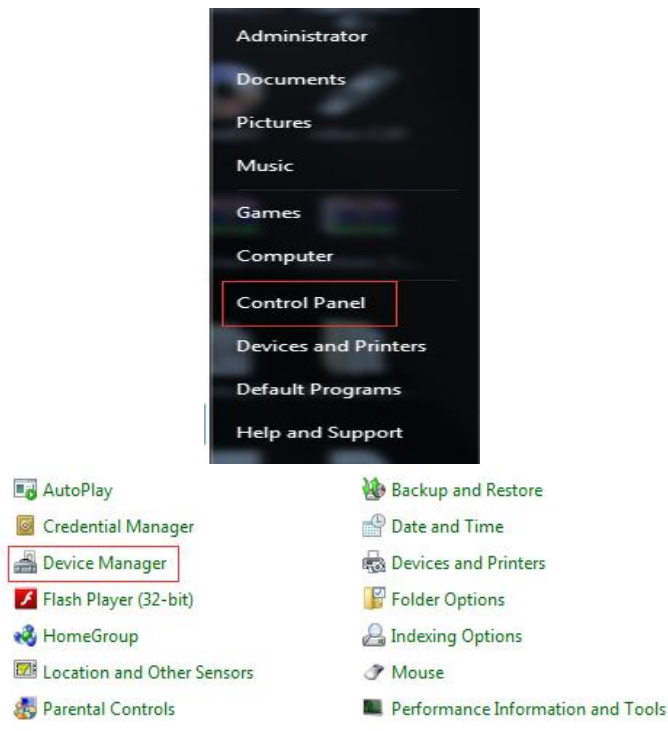 Administrator
Documents
Pictures
Music
Games
Computer
Control Panel
Devices and Printers
Default Programs
Help and Support
AutoPlay
Backup and Restore
Credential Manager
Date and Time
Device Manager
Devices and Printers
Flash Player (32-bit)
Folder Options
HomeGroup
Indexing Options
Location and Other Sensors
Mouse
Parental Controls
Performance Information and Tools